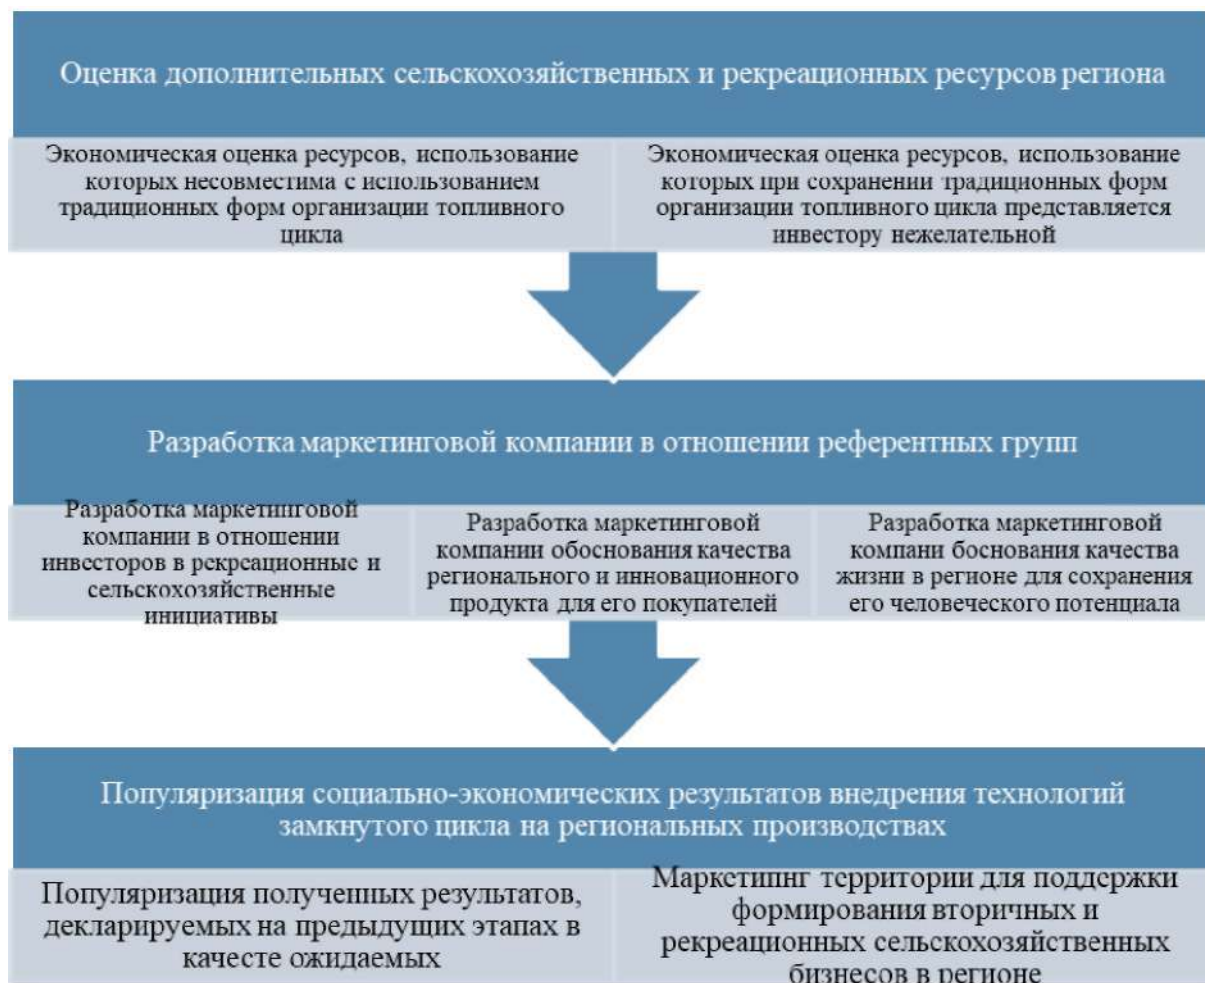 Оценка дополнительных сельскохозяйственных и рекреационных ресурсов региона
Экономическая оценка ресурсов, использование
которых несовместима с использованием
традиционных форм организации топливного
цикла
Экономическая оценка ресурсов, использование
которых при сохранении традиционных форм
организации топливного цикла представляется
инвестору нежелательной
Разработка маркетинговой компании в отношении референтных групп
Разработка маркетинговой
компании в отношении
инвесторов в рекреационные и
сельскохозяйственные
инициативы
Разработка маркетинговой
компании обоснования качества
регионального и инновационного
продукта для его покупателей
Разработка маркетинговой
компани боснования качества
жизни в регионе для сохранения
его человеческого потенциала
Популяризация социально-экономических результатов внедрения технологий
замкнутого цикла на региональных производствах
Популяризация полученных результатов,
декларируемых на предыдущих этапах в
качесте ожидаемых
Маркетипнг территории для поддержки
формирования вторичных и
рекреационных сельскохозяйственных
бизнесов в регионе